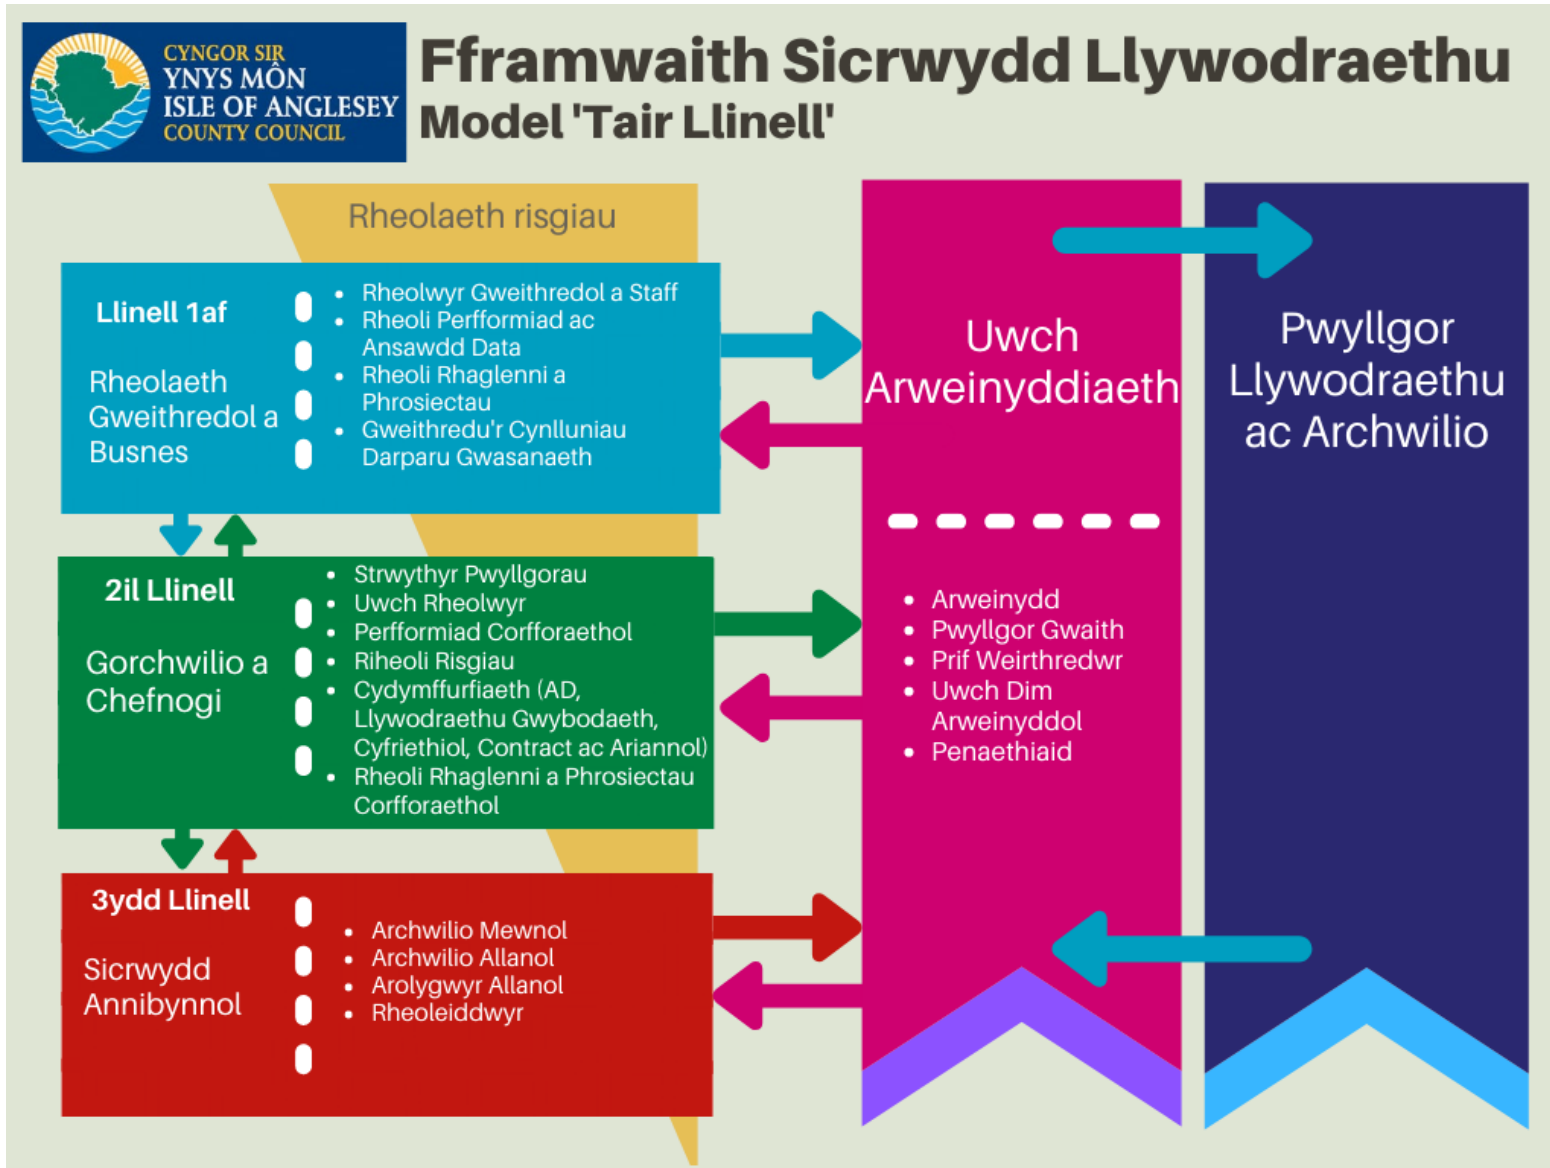 CYNGOR SIR
YNYS MÔN
ISLE OF ANGLESEY
COUNTY COUNCIL
Fframwaith Sicrwydd Llywodraethu
Model 'Tair Llinell'
Rheolaeth risgiau
Llinell 1af
Rheolaeth
Gweithredol a
Busnes
• Rheolwyr Gweithredol a Staff
• Rheoli Perfformiad ac
Ansawdd Data
• Rheoli Rhaglenni a
Phrosiectau
• Gweithredu'r Cynlluniau
Darparu Gwasanaeth
2il Llinell
Gorchwilio a
Chefnogi
• Strwythyr Pwyllgorau
• Uwch Rheolwyr
• Perfformiad Corfforaethol
• Riheoli Risgiau
• Cydymffurfiaeth (AD,
Llywodraethu Gwybodaeth,
Cyfriethiol, Contract ac Ariannol)
• Rheoli Rhaglenni a Phrosiectau
Corfforaethol
3ydd Llinell
Sicrwydd
Annibynnol
• Archwilio Mewnol
• Archwilio Allanol
• Arolygwyr Allanol
• Rheoleiddwyr
Uwch
Arweinyddiaeth
• Arweinydd
• Pwyllgor Gwaith
• Prif Weirthredwr
• Uwch Dim
Arweinyddol
• Penaethiaid
Pwyllgor
Llywodraethu
ac Archwilio